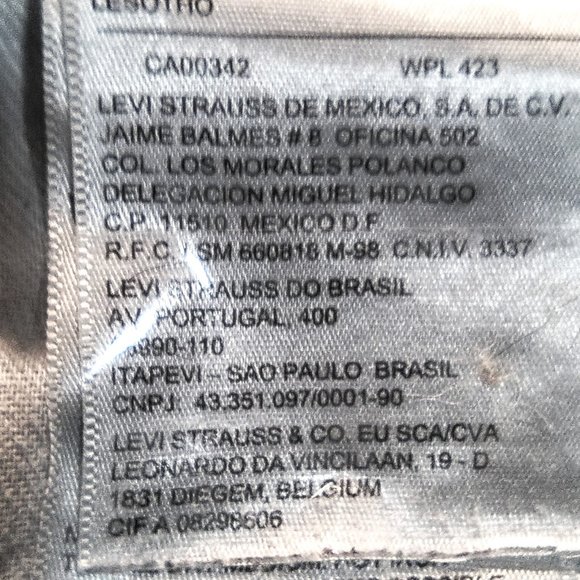 LESOTHO
CA00342 WPL 423
LEVI STRAUSS DE MEXICO, S.A. DE C.V.
JAIME BALMES # 8 OFICINA 502
COL. LOS MORALES POLANCO
DELEGACION MIGUEL HIDALGO
C.P. 11510 MEXICO D.F.
R.F.C. SM 660818 M-98 C.N.I.V. 3337
LEVI STRAUSS DO BRASIL
AV. PORTUGAL, 400
ITAPEVI – SAO PAULO BRASIL
CNPJ: 43.351.097/0001-90
LEVI STRAUSS & CO. EU SCA/CVA
LEONARDO DA VINCILAAN, 19 - D
1831 DIEGEM, BELGIUM
CIF A 08298606